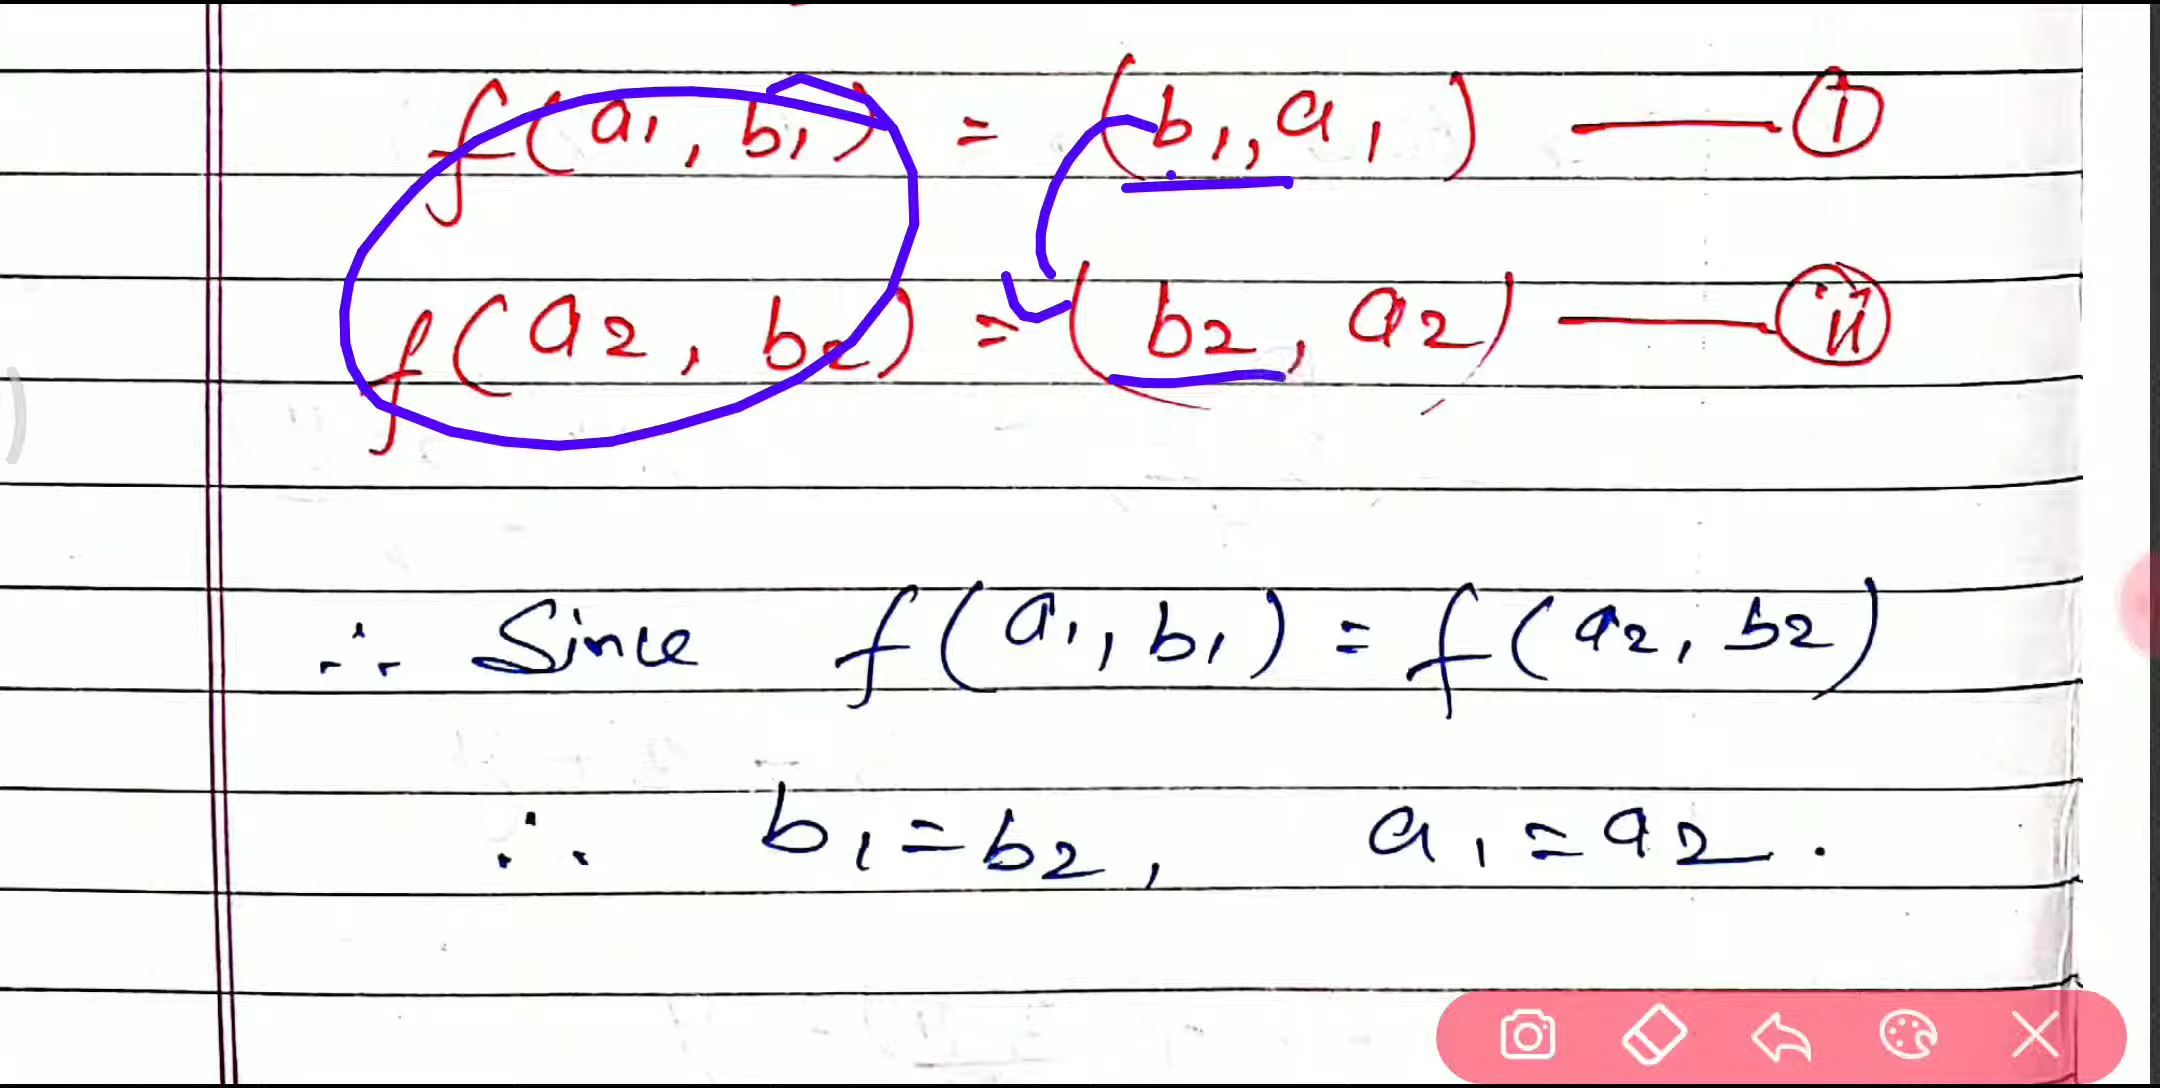 f(a1, b1) = (b1, a1) — i
f(a2, b2) = (b2, a2) — ii
∴ Since f(a1, b1) = f(a2, b2)
∴ b1 = b2, a1 = a2.